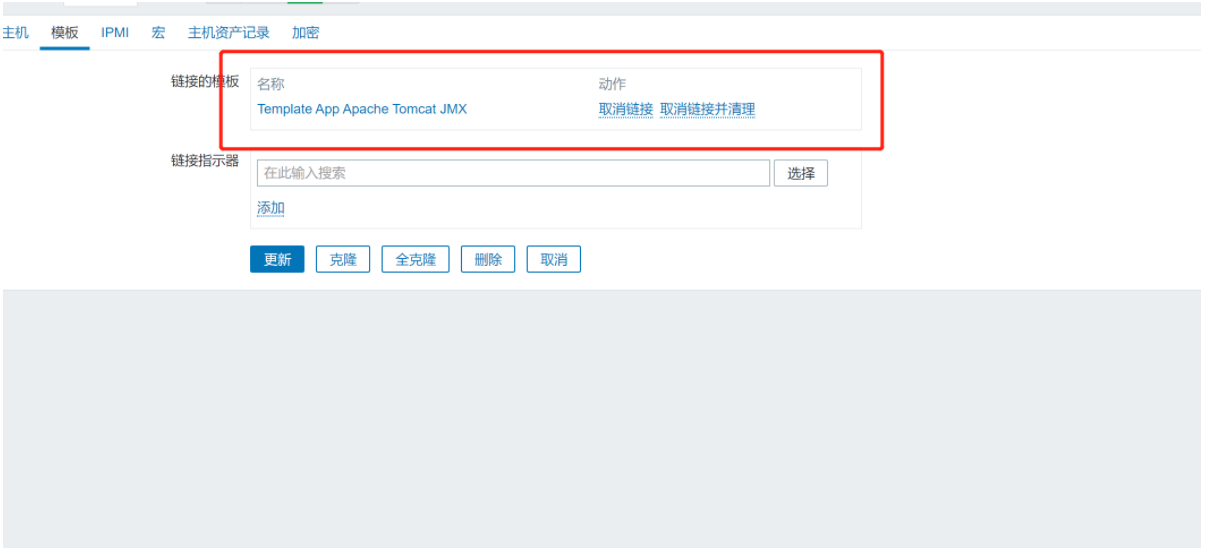 主机 模板 IPMI 宏 主机资产记录 加密
链接的模板 名称 动作
Template App Apache Tomcat JMX 取消链接 取消链接并清理
链接指示器 在此输入搜索 选择
添加
更新 克隆 全克隆 删除 取消